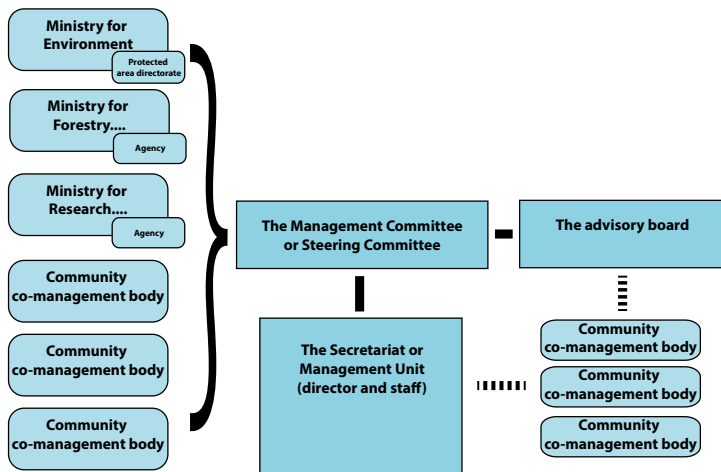 Ministry for
Environment
Protected
area directorate
Ministry for
Forestry....
Agency
Ministry for
Research....
Agency
Community
co-management body
Community
co-management body
Community
co-management body
The Management Committee
or Steering Committee
The advisory board
The Secretariat or
Management Unit
(director and staff)
Community
co-management body
Community
co-management body
Community
co-management body